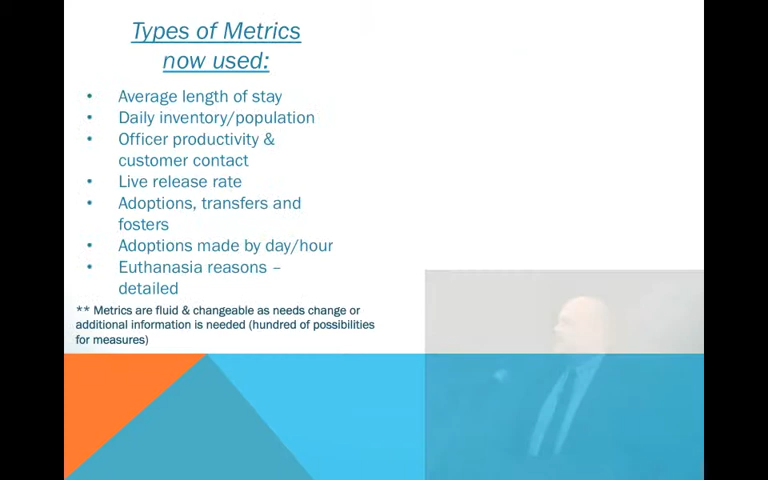 Types of Metrics
now used:
• Average length of stay
• Daily inventory/population
• Officer productivity &
customer contact
• Live release rate
• Adoptions, transfers and
fosters
• Adoptions made by day/hour
• Euthanasia reasons –
detailed
** Metrics are fluid & changeable as needs change or
additional information is needed (hundred of possibilities
for measures)